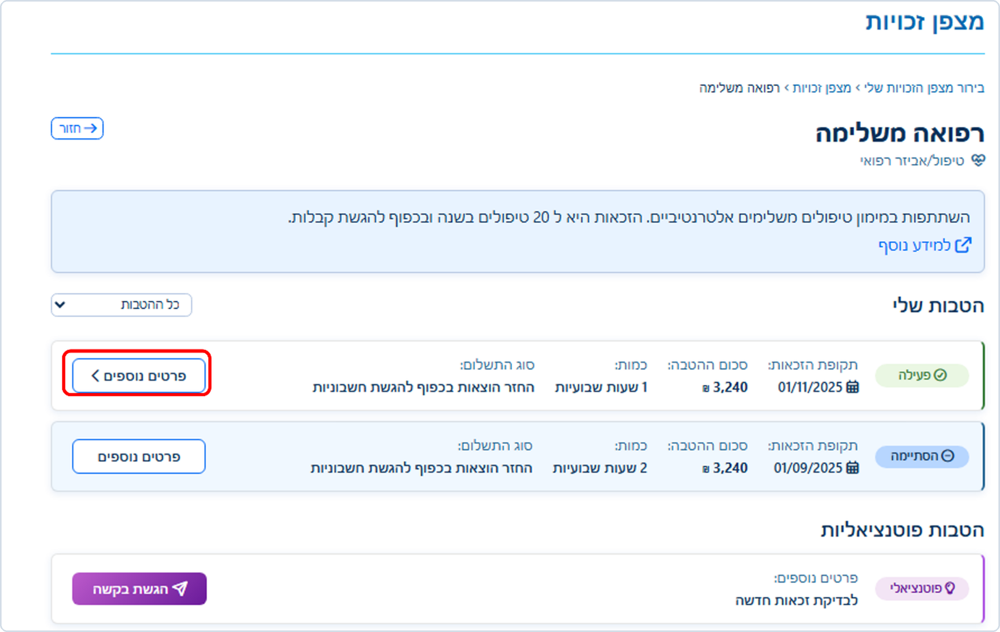 מצפן זכויות
בירור מצפן הזכויות שלי > מצפן זכויות > רפואה משלימה
חזור
רפואה משלימה
טיפול/אביזר רפואי
השתתפות במימון טיפולים משלימים אלטרנטיביים. הזכאות היא ל 20 טיפולים בשנה ובכפוף להגשת קבלות.
למידע נוסף
הטבות שלי
כל ההטבות
פעילה
תקופת הזכאות: סכום ההטבה: כמות: סוג התשלום:
01/11/2025 3,240 ₪ 1 שעות שבועיות החזר הוצאות בכפוף להגשת חשבוניות
פרטים נוספים
הסתיימה
תקופת הזכאות: סכום ההטבה: כמות: סוג התשלום:
01/09/2025 3,240 ₪ 2 שעות שבועיות החזר הוצאות בכפוף להגשת חשבוניות
פרטים נוספים
הטבות פוטנציאליות
פוטנציאלי
פרטים נוספים:
לבדיקת זכאות חדשה
הגשת בקשה